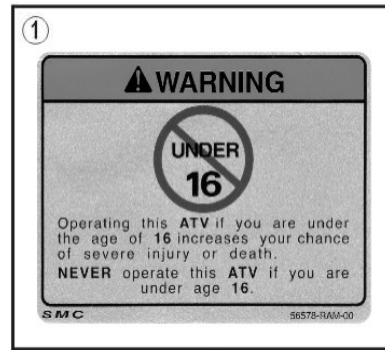 ①
WARNING
UNDER
16
Operating this ATV if you are under
the age of 16 increases your chance
of severe injury or death.
NEVER operate this ATV if you are
under age 16.
SMC 56578-RAM-00